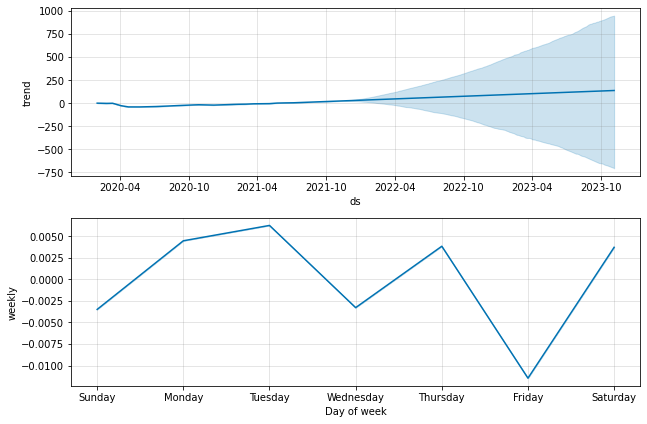 1000
750
500
250
0
−250
−500
−750
trend
2020-04 2020-10 2021-04 2021-10 2022-04 2022-10 2023-04 2023-10
ds
0.0050
0.0025
0.0000
−0.0025
−0.0050
−0.0075
−0.0100
weekly
Sunday Monday Tuesday Wednesday Thursday Friday Saturday
Day of week